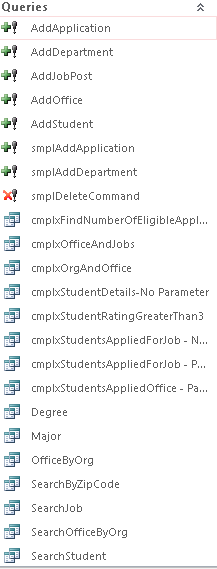 Queries
AddApplication
AddDepartment
AddJobPost
AddOffice
AddStudent
smplAddApplication
smplAddDepartment
smplDeleteCommand
cmplxFindNumberOfEligibleAppl...
cmplxOfficeAndJobs
cmplxOrgAndOffice
cmplxStudentDetails-No Parameter
cmplxStudentRatingGreaterThan3
cmplxStudentsAppliedForJob - N...
cmplxStudentsAppliedForJob - P...
cmplxStudentsAppliedOffice - Pa...
Degree
Major
OfficeByOrg
SearchByZipCode
SearchJob
SearchOfficeByOrg
SearchStudent